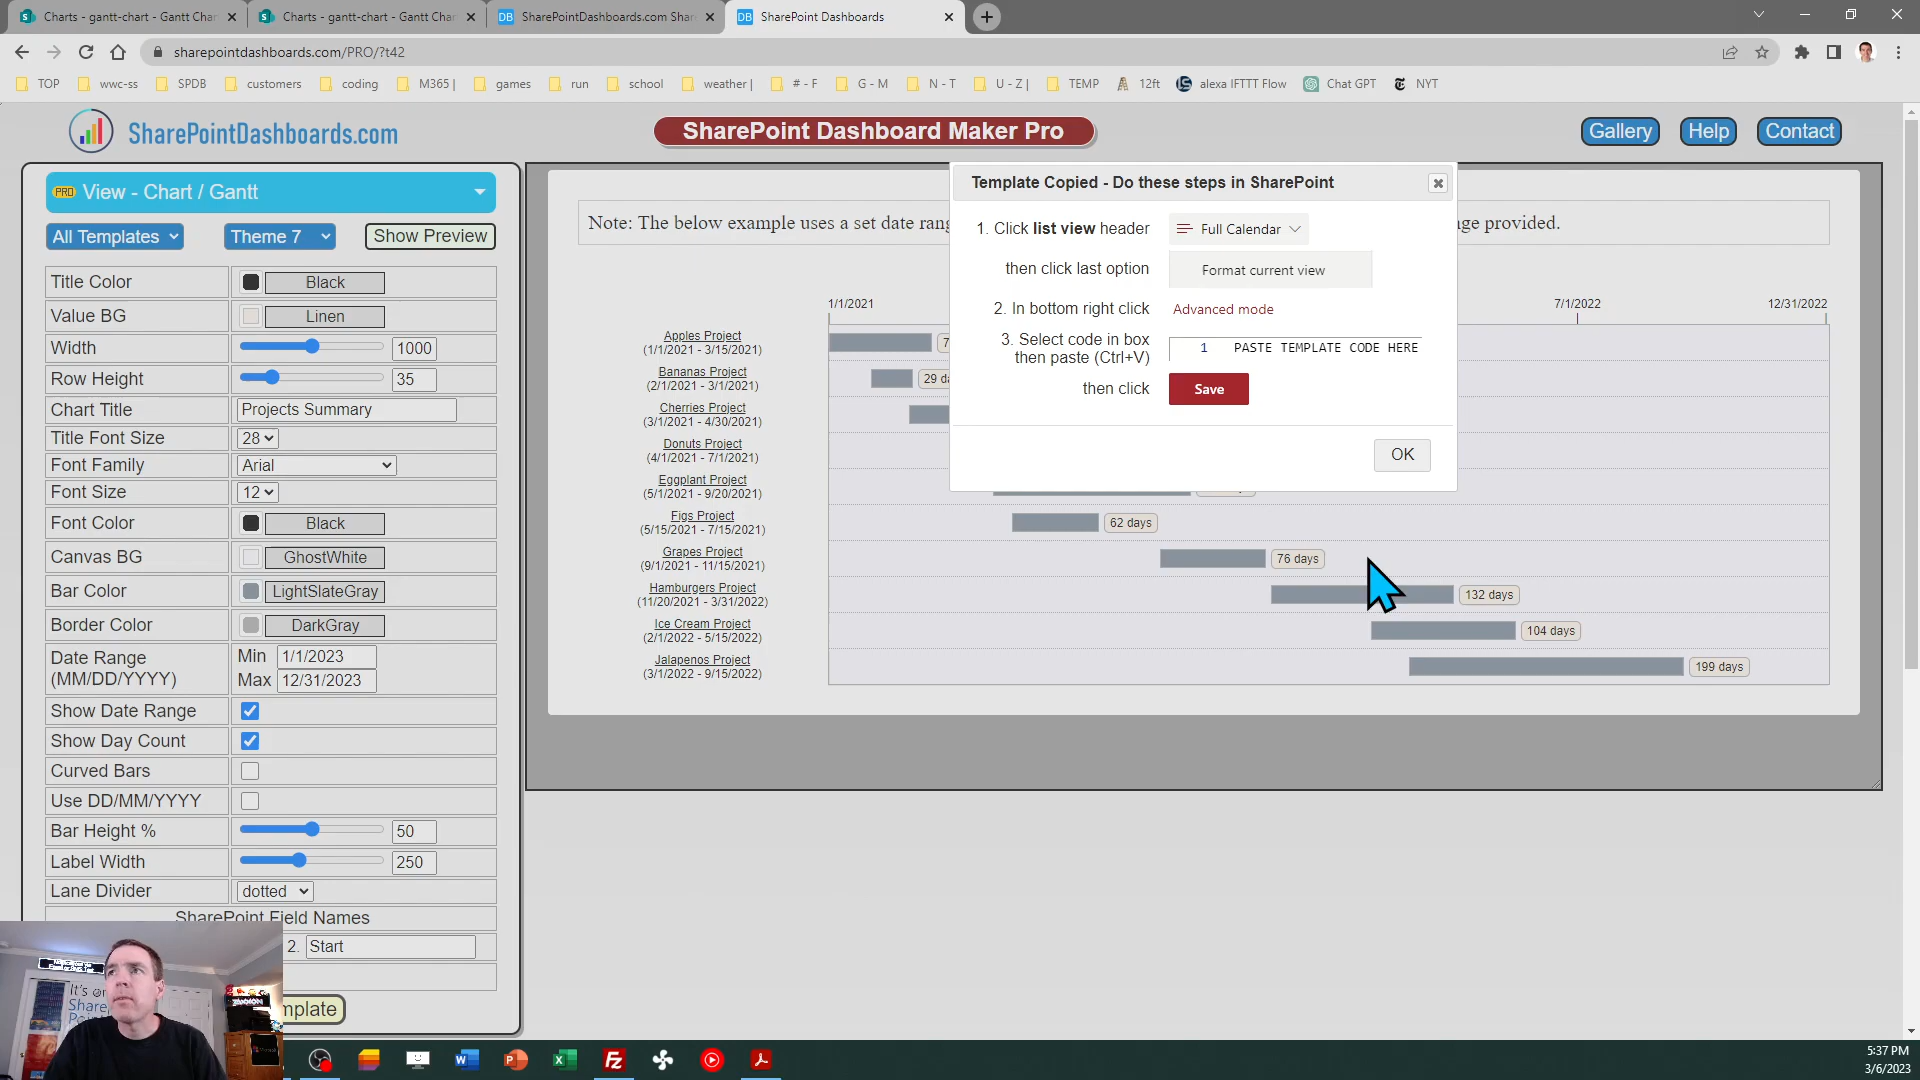 Charts - gantt-chart - Gantt Char
Charts - gantt-chart - Gantt Char
SharePointDashboards.com Shar
SharePoint Dashboards
sharepointdashboards.com/PRO/?t42
TOP
wwc-ss
SPDB
customers
coding
M365 |
games
run
school
weather |
# - F
G - M
N - T
U - Z |
TEMP
12ft
alexa IFTTT Flow
Chat GPT
NYT
SharePointDashboards.com
SharePoint Dashboard Maker Pro
Gallery
Help
Contact
PRO View - Chart / Gantt
All Templates
Theme 7
Show Preview
Title Color Black
Value BG Linen
Width 1000
Row Height 35
Chart Title Projects Summary
Title Font Size 28
Font Family Arial
Font Size 12
Font Color Black
Canvas BG GhostWhite
Bar Color LightSlateGray
Border Color DarkGray
Date Range
(MM/DD/YYYY)
Min 1/1/2023
Max 12/31/2023
Show Date Range
Show Day Count
Curved Bars
Use DD/MM/YYYY
Bar Height % 50
Label Width 250
Lane Divider dotted
SharePoint Field Names
2. Start
mplate
Note: The below example uses a set date ran
ge provided.
1/1/2021
7/1/2022
12/31/2022
Apples Project
(1/1/2021 - 3/15/2021)
7
Bananas Project
(2/1/2021 - 3/1/2021)
29 da
Cherries Project
(3/1/2021 - 4/30/2021)
Donuts Project
(4/1/2021 - 7/1/2021)
Eggplant Project
(5/1/2021 - 9/20/2021)
Figs Project
(5/15/2021 - 7/15/2021)
62 days
Grapes Project
(9/1/2021 - 11/15/2021)
76 days
Hamburgers Project
(11/20/2021 - 3/31/2022)
132 days
Ice Cream Project
(2/1/2022 - 5/15/2022)
104 days
Jalapenos Project
(3/1/2022 - 9/15/2022)
199 days
Template Copied - Do these steps in SharePoint
1. Click list view header Full Calendar
then click last option Format current view
2. In bottom right click Advanced mode
3. Select code in box
then paste (Ctrl+V)
1 PASTE TEMPLATE CODE HERE
then click Save
OK
It's on
Share
Poi
5:37 PM
3/6/2023